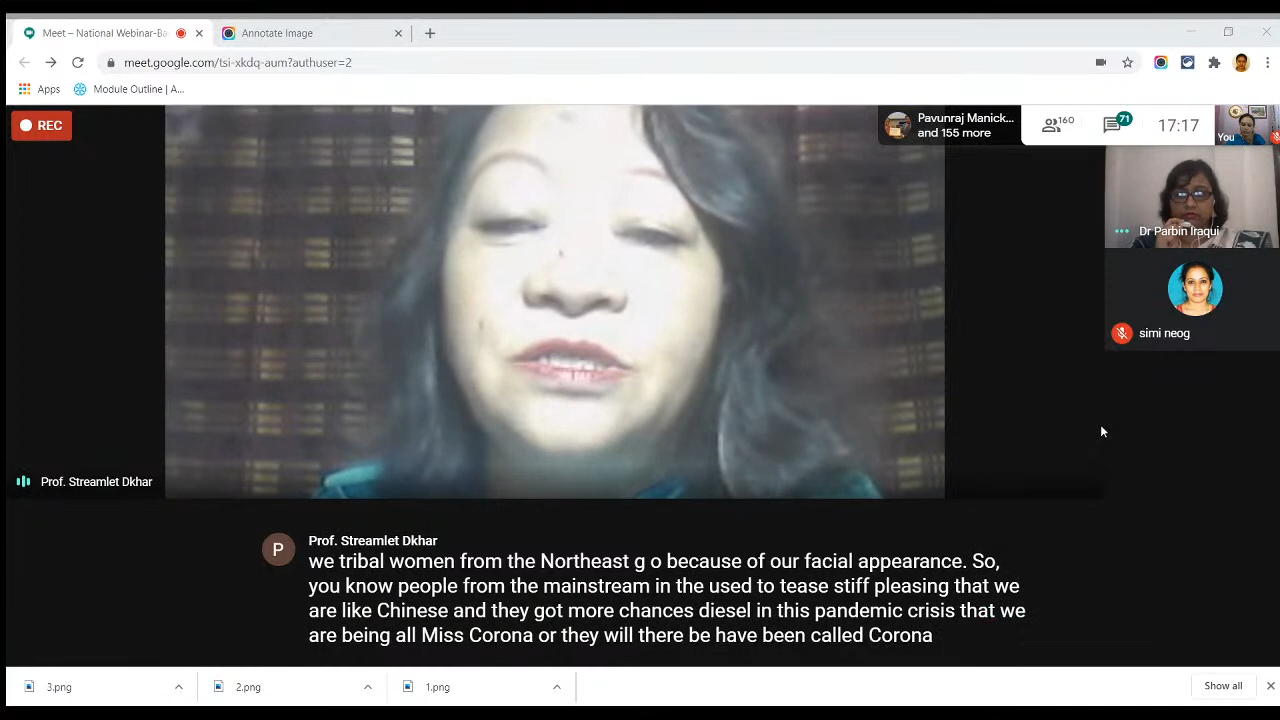 Meet – National Webinar-Ba
Annotate Image
meet.google.com/tsi-xkdq-aum?authuser=2
Apps
Module Outline | A...
REC
Pavunraj Manick...
and 155 more
160
71
17:17
You
Dr Parbin Iraqui
simi neog
Prof. Streamlet Dkhar
P
Prof. Streamlet Dkhar
we tribal women from the Northeast g o because of our facial appearance. So,
you know people from the mainstream in the used to tease stiff pleasing that we
are like Chinese and they got more chances diesel in this pandemic crisis that we
are being all Miss Corona or they will there be have been called Corona
3.png
2.png
1.png
Show all